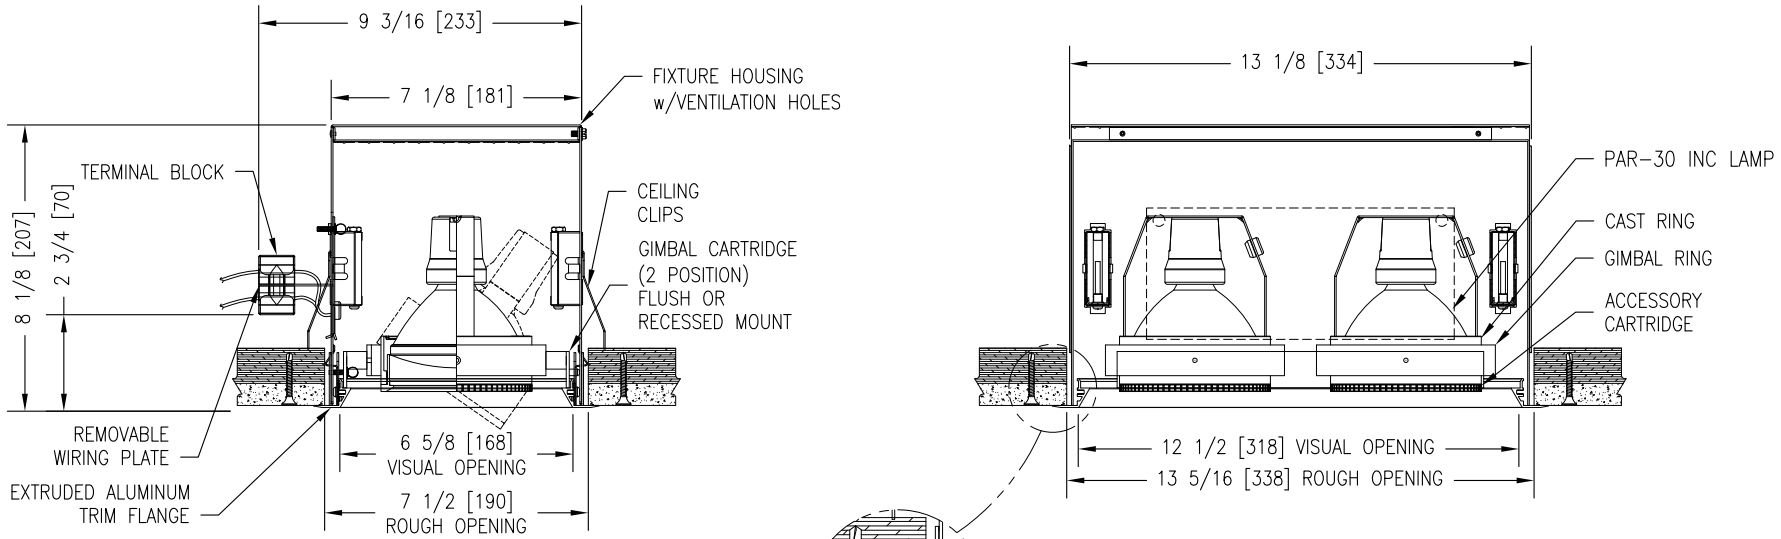 9 3/16 [233]
7 1/8 [181]
FIXTURE HOUSING
w/VENTILATION HOLES
TERMINAL BLOCK
8 1/8 [207]
2 3/4 [70]
CEILING
CLIPS
GIMBAL CARTRIDGE
(2 POSITION)
FLUSH OR
RECESSED MOUNT
REMOVABLE
WIRING PLATE
EXTRUDED ALUMINUM
TRIM FLANGE
6 5/8 [168]
VISUAL OPENING
7 1/2 [190]
ROUGH OPENING
13 1/8 [334]
PAR-30 INC LAMP
CAST RING
GIMBAL RING
ACCESSORY
CARTRIDGE
12 1/2 [318] VISUAL OPENING
13 5/16 [338] ROUGH OPENING